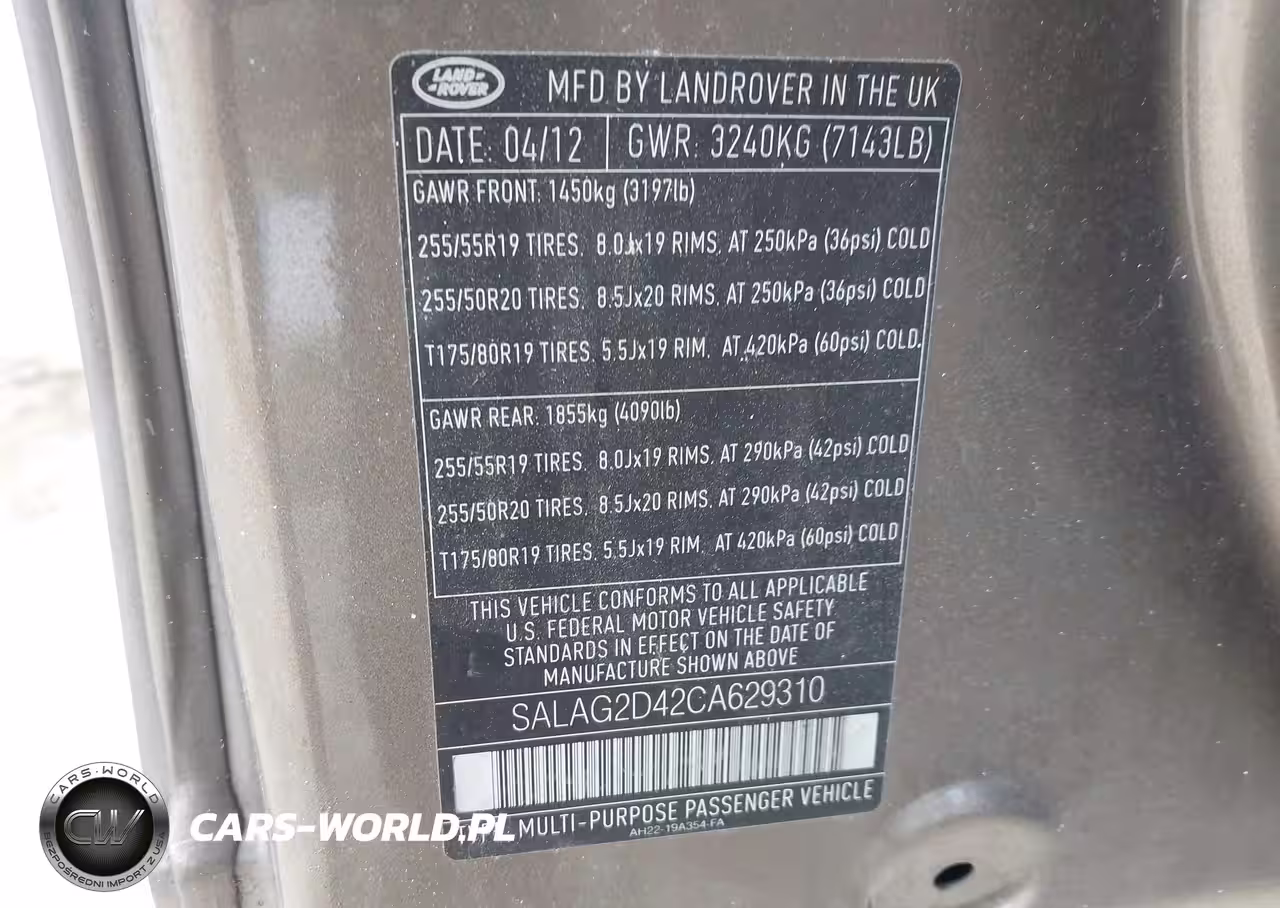 LAND-
-ROVER
MFD BY LANDROVER IN THE UK
DATE: 04/12
GWR: 3240KG (7143LB)
GAWR FRONT: 1450kg (3197lb)
255/55R19 TIRES, 8.0Jx19 RIMS, AT 250kPa (36psi) COLD
255/50R20 TIRES, 8.5Jx20 RIMS, AT 250kPa (36psi) COLD
T175/80R19 TIRES, 5.5Jx19 RIM, AT 420kPa (60psi) COLD.
GAWR REAR: 1855kg (4090lb)
255/55R19 TIRES, 8.0Jx19 RIMS, AT 290kPa (42psi) COLD
255/50R20 TIRES, 8.5Jx20 RIMS, AT 290kPa (42psi) COLD
T175/80R19 TIRES, 5.5Jx19 RIM, AT 420kPa (60psi) COLD
THIS VEHICLE CONFORMS TO ALL APPLICABLE
U.S. FEDERAL MOTOR VEHICLE SAFETY
STANDARDS IN EFFECT ON THE DATE OF
MANUFACTURE SHOWN ABOVE
SALAG2D42CA629310
MULTI-PURPOSE PASSENGER VEHICLE
AH22-19A354-FA
CARS-WORLD
CW
BEZPOŚREDNI IMPORT Z USA
CARS-WORLD.PL